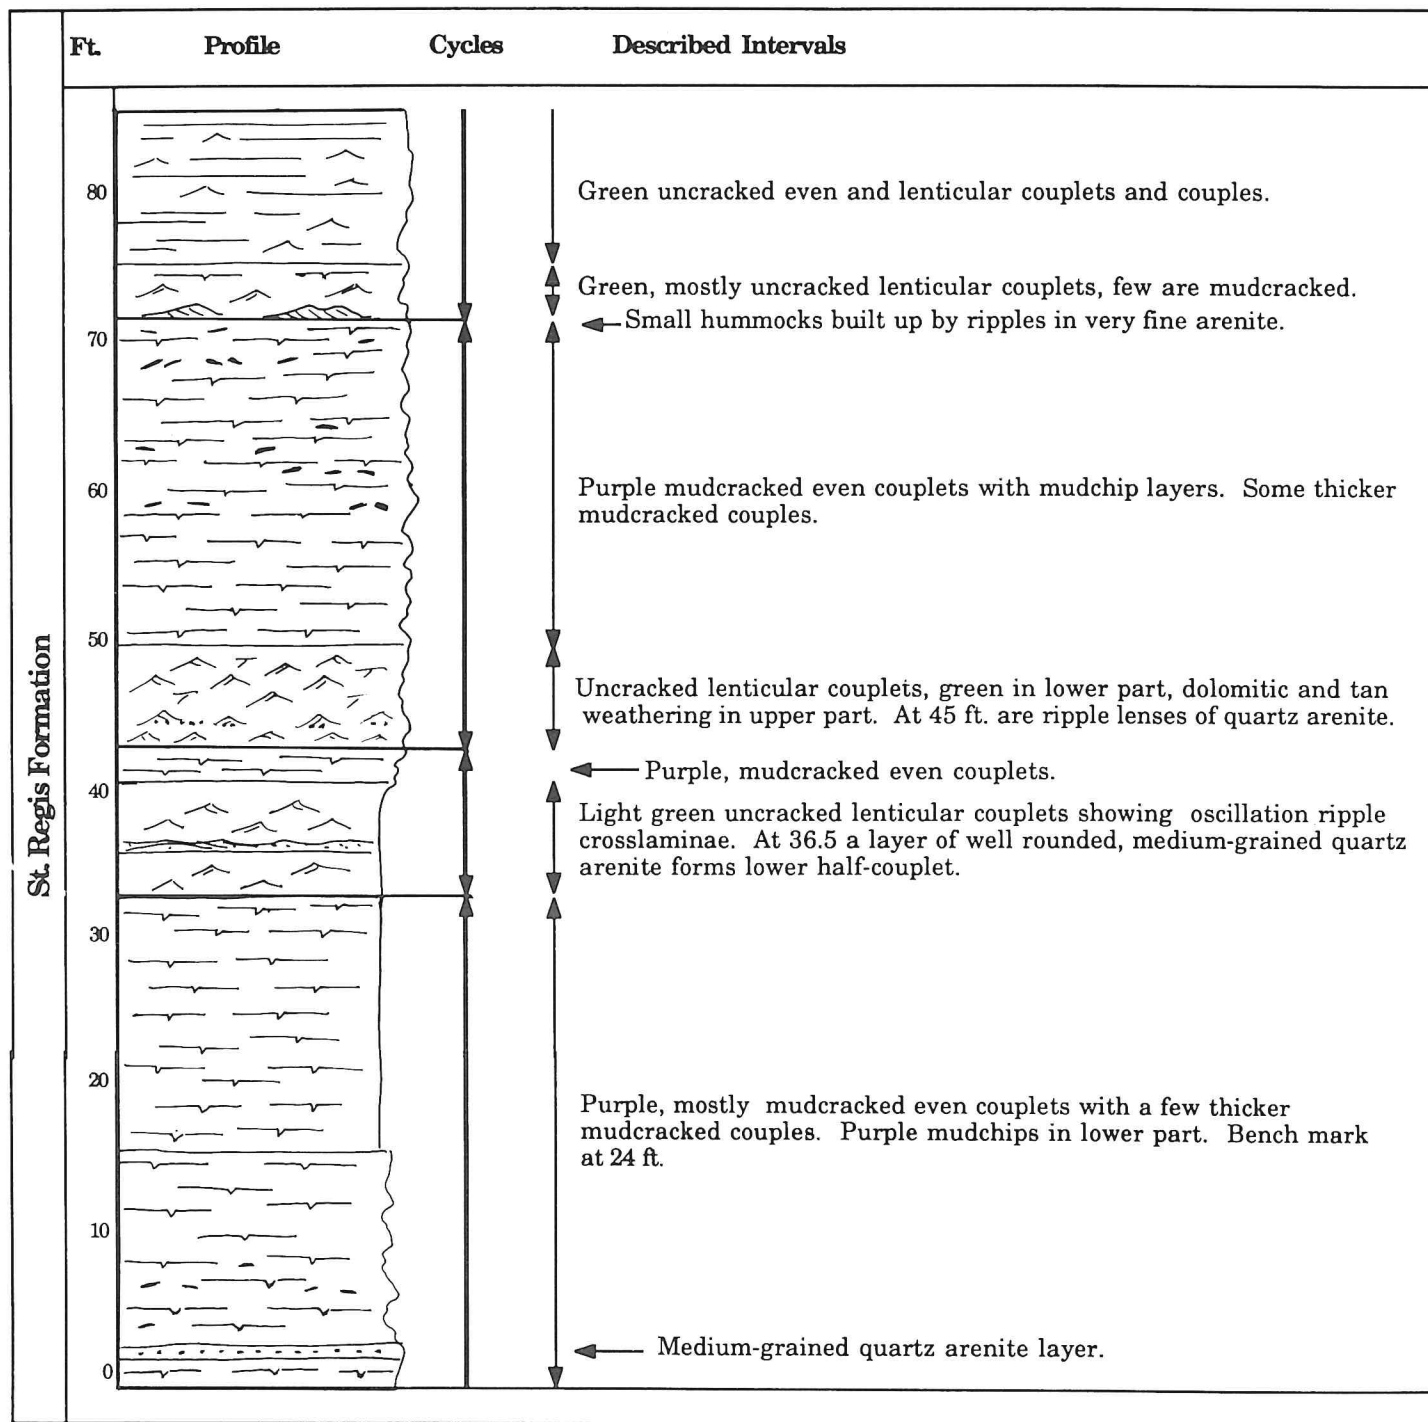 Ft. Profile Cycles Described Intervals
St. Regis Formation
80
Green uncracked even and lenticular couplets and couples.
Green, mostly uncracked lenticular couplets, few are mudcracked.
Small hummocks built up by ripples in very fine arenite.
70
60
Purple mudcracked even couplets with mudchip layers. Some thicker
mudcracked couples.
50
Uncracked lenticular couplets, green in lower part, dolomitic and tan
weathering in upper part. At 45 ft. are ripple lenses of quartz arenite.
Purple, mudcracked even couplets.
40
Light green uncracked lenticular couplets showing oscillation ripple
crosslaminae. At 36.5 a layer of well rounded, medium-grained quartz
arenite forms lower half-couplet.
30
20
Purple, mostly mudcracked even couplets with a few thicker
mudcracked couples. Purple mudchips in lower part. Bench mark
at 24 ft.
10
Medium-grained quartz arenite layer.
0